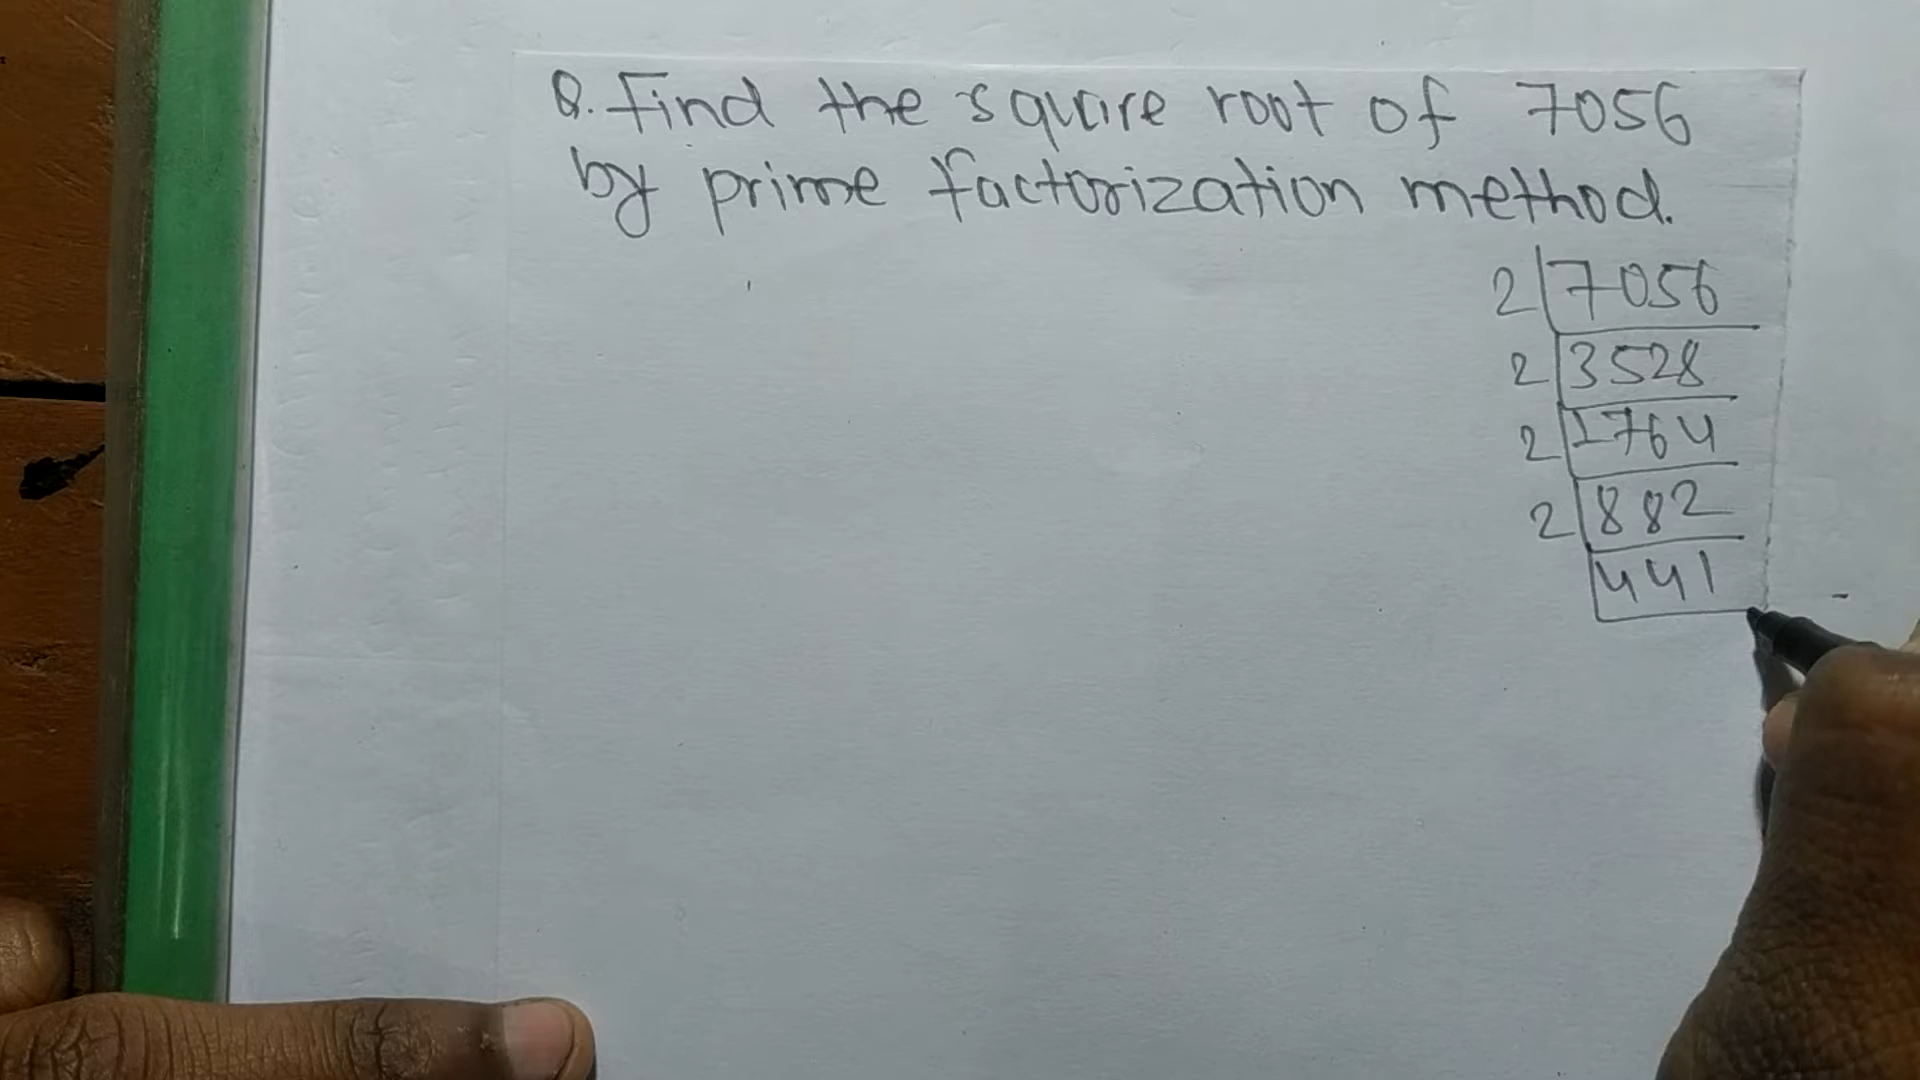 Q. Find the square root of 7056
by prime factorization method.
2 7056
2 3528
2 1764
2 882
441